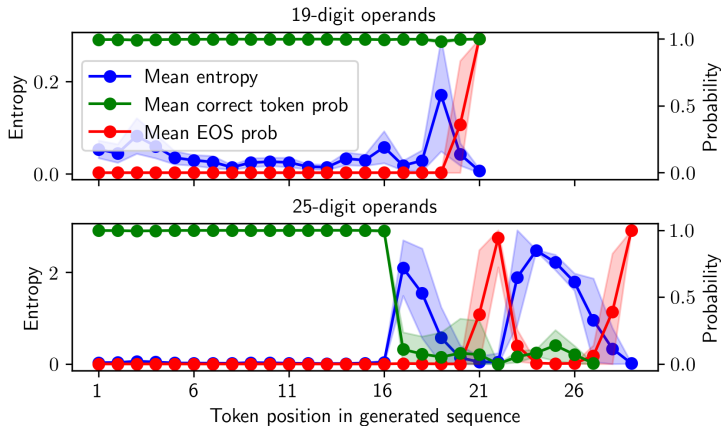 19-digit operands
Entropy
0.2
0.0
Mean entropy
Mean correct token prob
Mean EOS prob
1.0
0.5
0.0
Probability
25-digit operands
Entropy
2
0
1.0
0.5
0.0
Probability
1 6 11 16 21 26
Token position in generated sequence